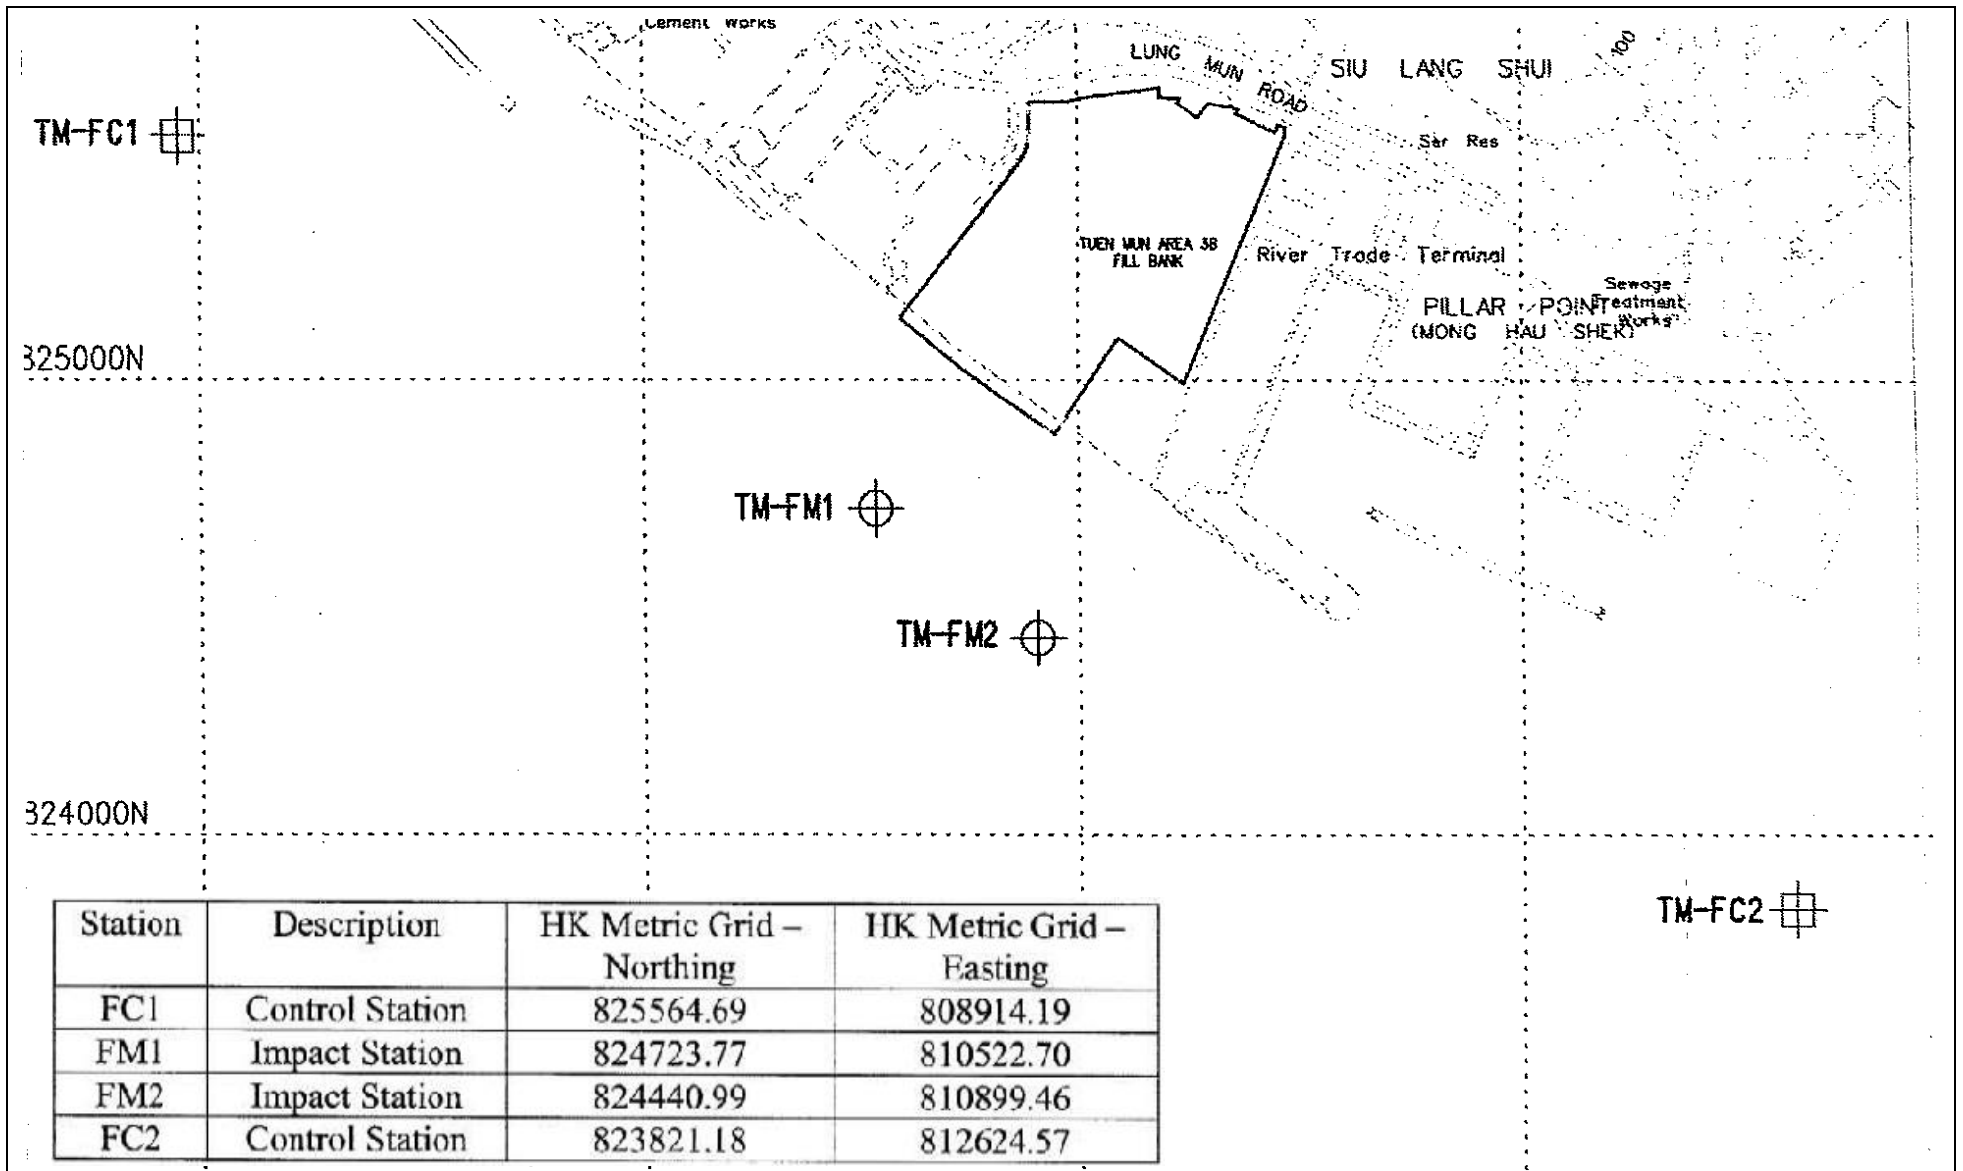 Cement Works
LUNG MUN ROAD
SIU LANG SHUI
100
TM-FC1
Ser Res
TUEN MUN AREA 38
FILL BANK
River Trade Terminal
Sewage
Treatment
Works
PILLAR POINT
(MONG HAU SHEK)
825000N
TM-FM1
TM-FM2
824000N
TM-FC2
Station Description HK Metric Grid – Northing HK Metric Grid – Easting
FC1 Control Station 825564.69 808914.19
FM1 Impact Station 824723.77 810522.70
FM2 Impact Station 824440.99 810899.46
FC2 Control Station 823821.18 812624.57